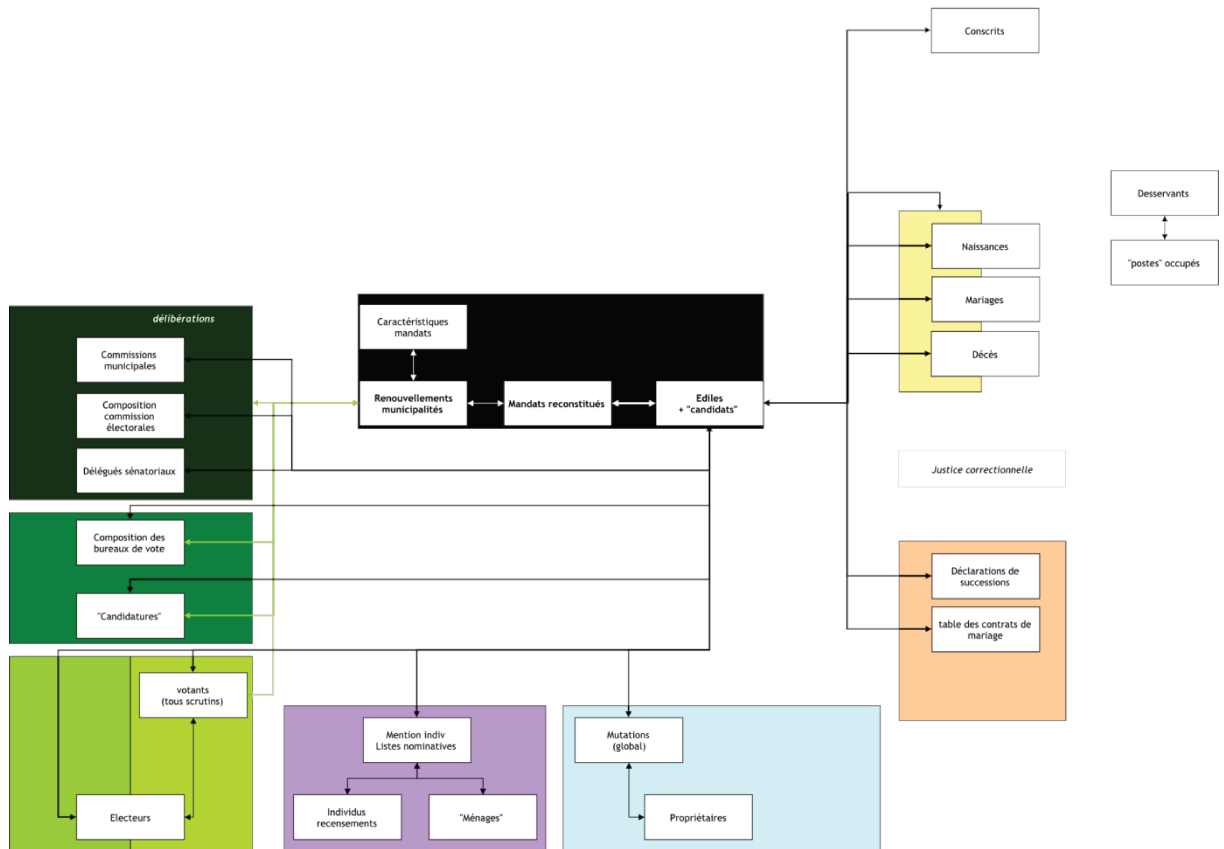 Conscrits
Desservants
"postes" occupés
Naissances
Mariages
Décès
délibérations
Commissions
municipales
Composition
commission
électorales
Délégués sénatoriaux
Caractéristiques
mandats
Renouvellements
municipalités
Mandats reconstitués
Ediles
+ "candidats"
Justice correctionnelle
Composition des
bureaux de vote
"Candidatures"
Déclarations de
successions
table des contrats de
mariage
votants
(tous scrutins)
Electeurs
Mention indiv
Listes nominatives
Individus
recensements
"Ménages"
Mutations
(global)
Propriétaires